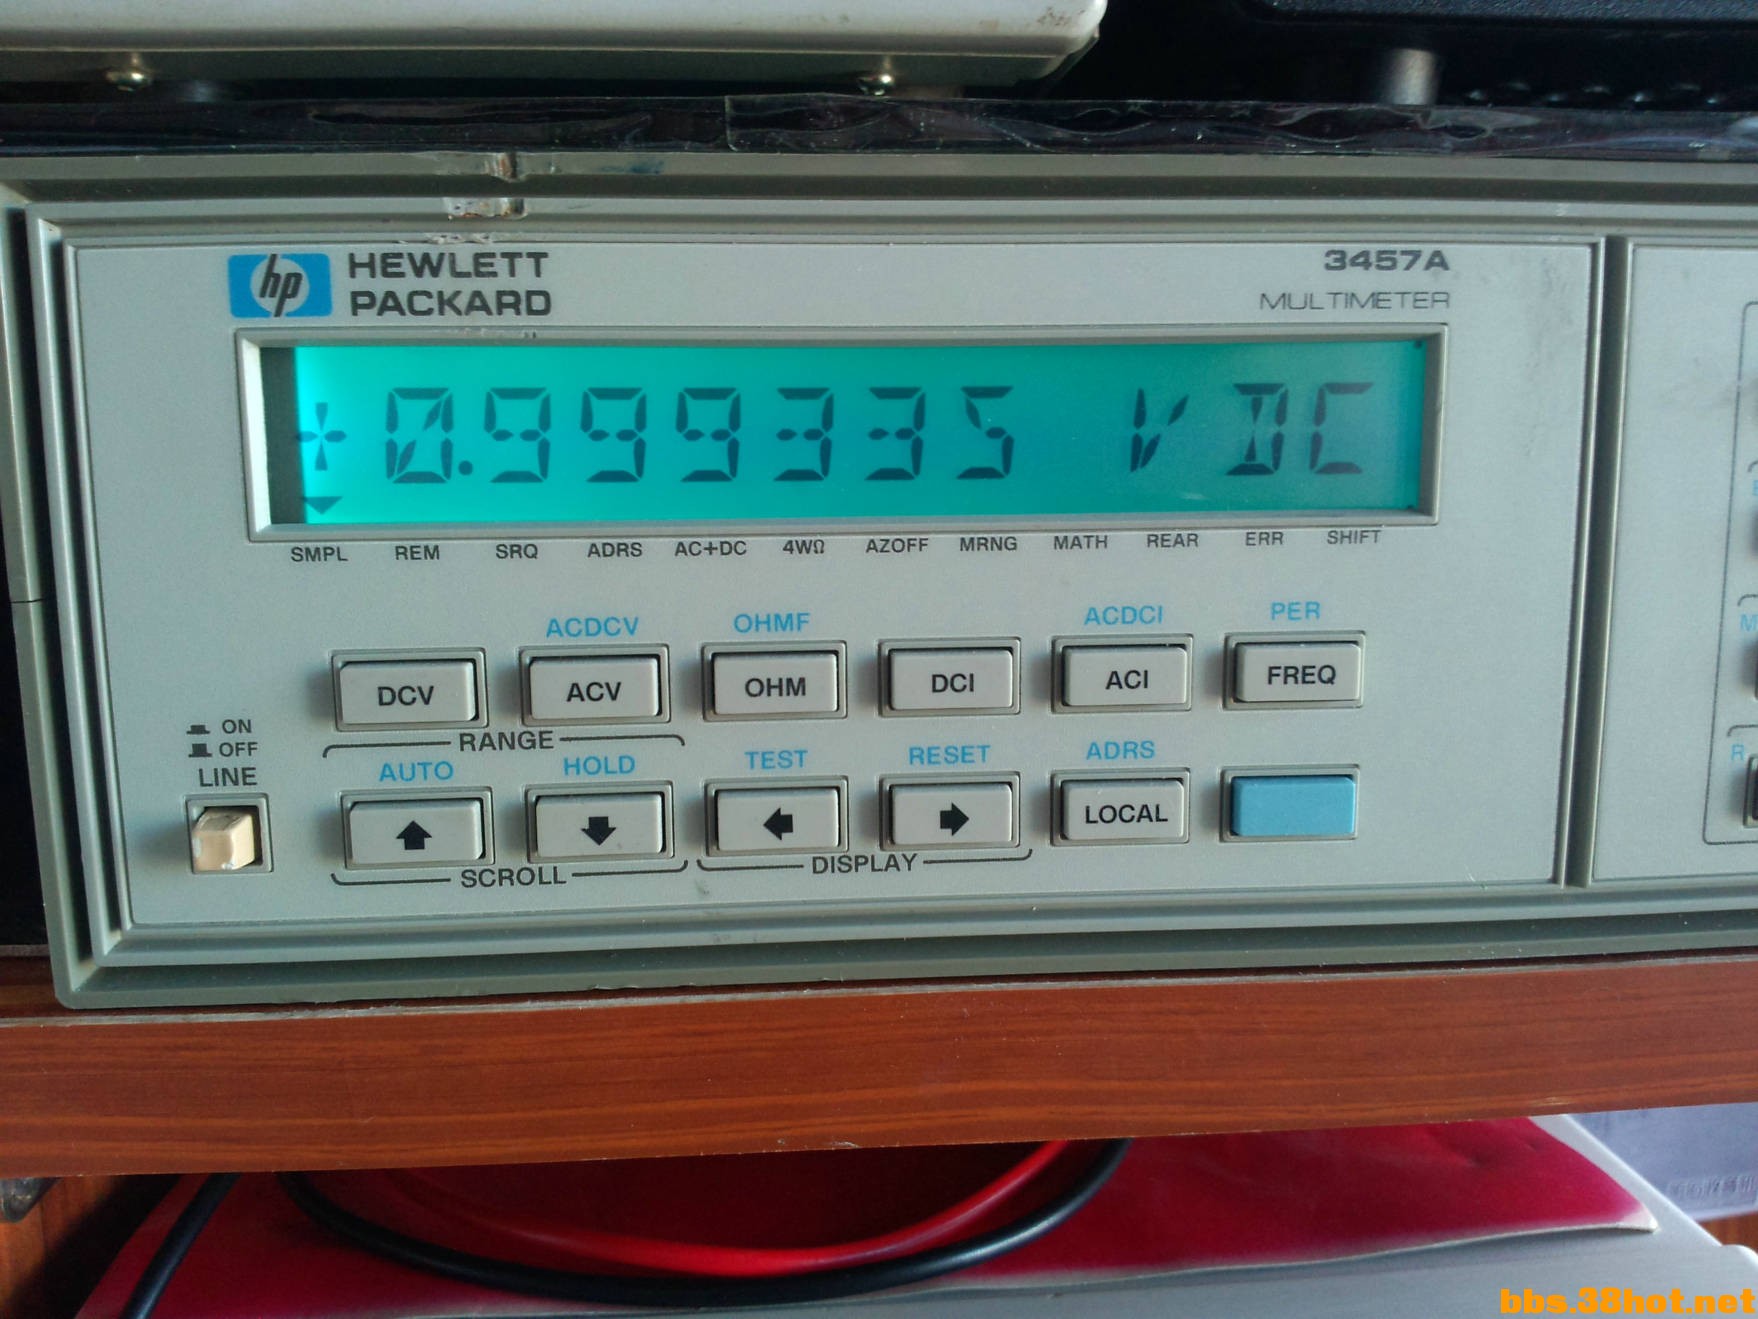 hp HEWLETT PACKARD
3457A
MULTIMETER
+0.999335 V DC
SMPL REM SRQ ADRS AC+DC 4WΩ AZOFF MRNG MATH REAR ERR SHIFT
ACDCV OHMF ACDCI PER
DCV ACV OHM DCI ACI FREQ
RANGE
ON
OFF
LINE
AUTO HOLD TEST RESET ADRS
LOCAL
SCROLL DISPLAY
M
R
bbs.38hot.net